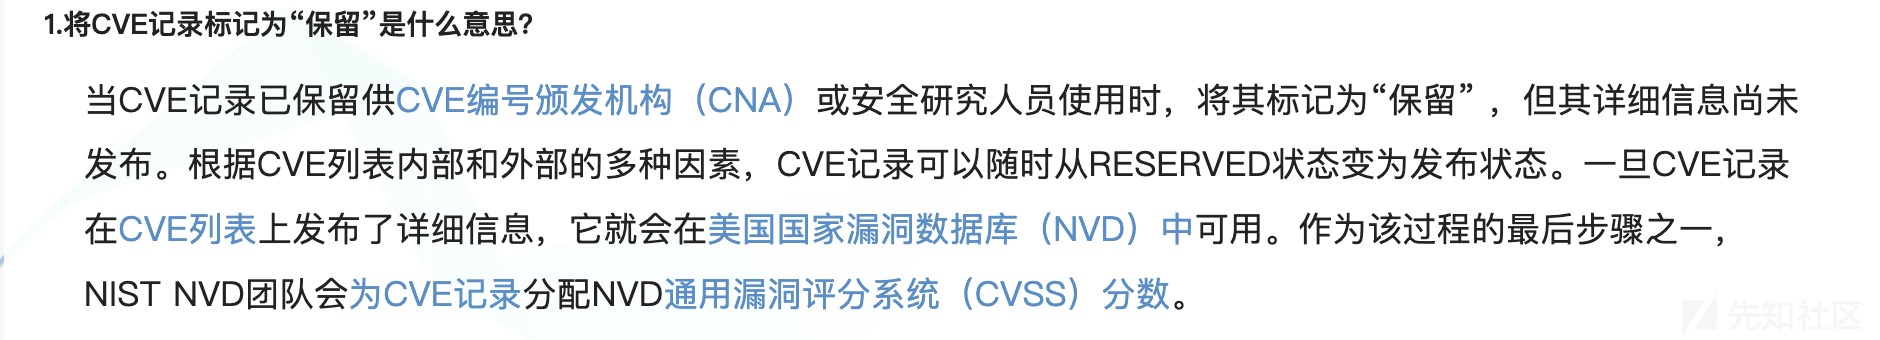 1.将CVE记录标记为“保留”是什么意思?
当CVE记录已保留供CVE编号颁发机构（CNA）或安全研究人员使用时，将其标记为“保留” ，但其详细信息尚未
发布。根据CVE列表内部和外部的多种因素，CVE记录可以随时从RESERVED状态变为发布状态。一旦CVE记录
在CVE列表上发布了详细信息，它就会在美国国家漏洞数据库（NVD）中可用。作为该过程的最后步骤之一，
NIST NVD团队会为CVE记录分配NVD通用漏洞评分系统（CVSS）分数。
先知社区